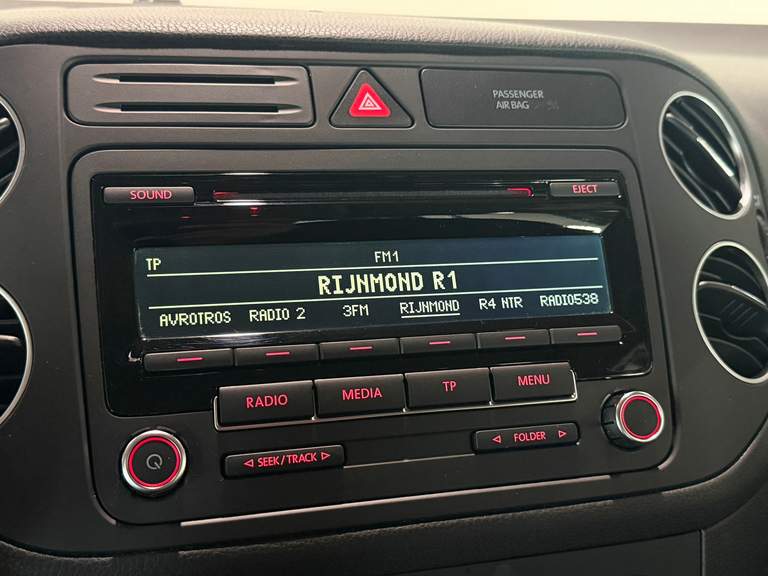 PASSENGER
AIR BAG
SOUND
EJECT
TP
FM1
RIJNMOND R1
AVROTROS RADIO 2 3FM RIJNMOND R4 NTR RADIO538
RADIO MEDIA TP MENU
◁ SEEK/TRACK ▷
◁ FOLDER ▷